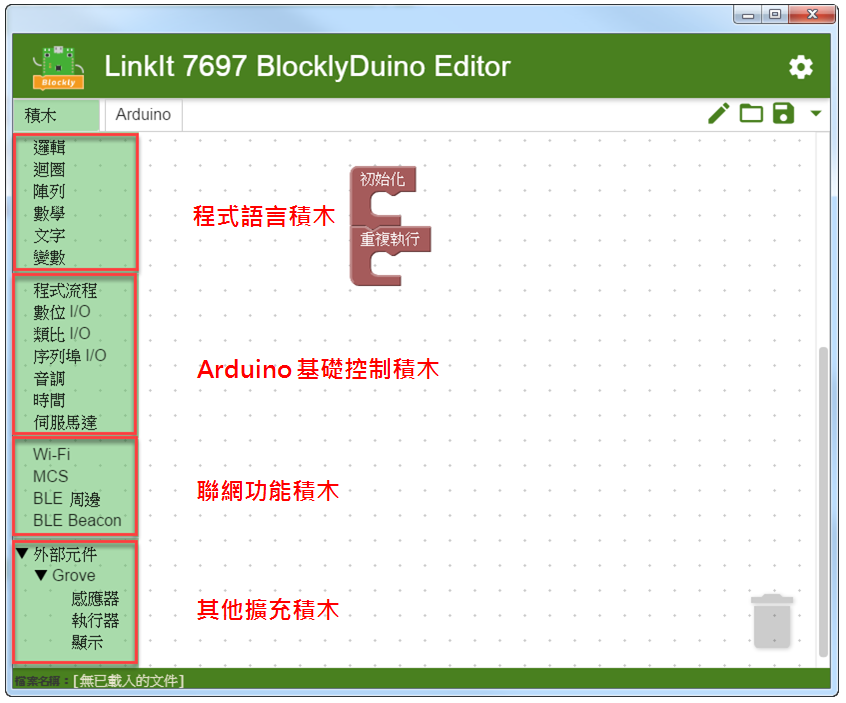 Blockly
LinkIt 7697 BlocklyDuino Editor
積木
Arduino
邏輯
迴圈
陣列
數學
文字
變數
程式語言積木
初始化
重複執行
程式流程
數位 I/O
類比 I/O
序列埠 I/O
音調
時間
伺服馬達
Arduino 基礎控制積木
Wi-Fi
MCS
BLE 周邊
BLE Beacon
聯網功能積木
▼ 外部元件
▼ Grove
感應器
執行器
顯示
其他擴充積木
檔案名稱：[無已載入的文件]